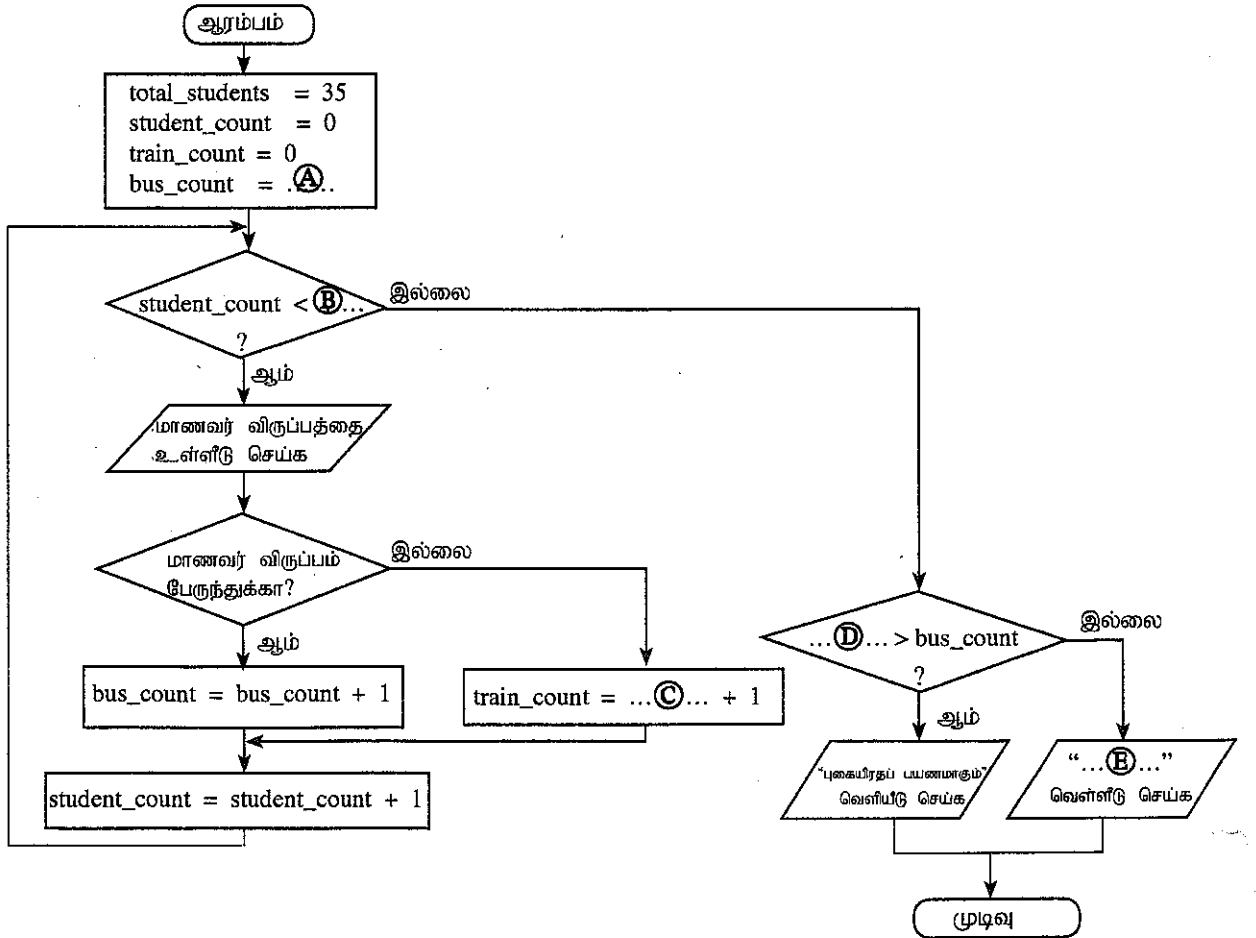 ஆரம்பம்
total_students = 35
student_count = 0
train_count = 0
bus_count = ..Ⓐ..
student_count < Ⓑ...
?
இல்லை
ஆம்
மாணவர் விருப்பத்தை
உள்ளீடு செய்க
மாணவர் விருப்பம்
பேருந்துக்கா?
இல்லை
ஆம்
bus_count = bus_count + 1
train_count = ...Ⓒ... + 1
student_count = student_count + 1
...Ⓓ... > bus_count
?
இல்லை
ஆம்
“புகையிரதப் பயணமாகும்”
வெளியீடு செய்க
“...Ⓔ...”
வெள்ளீடு செய்க
முடிவு